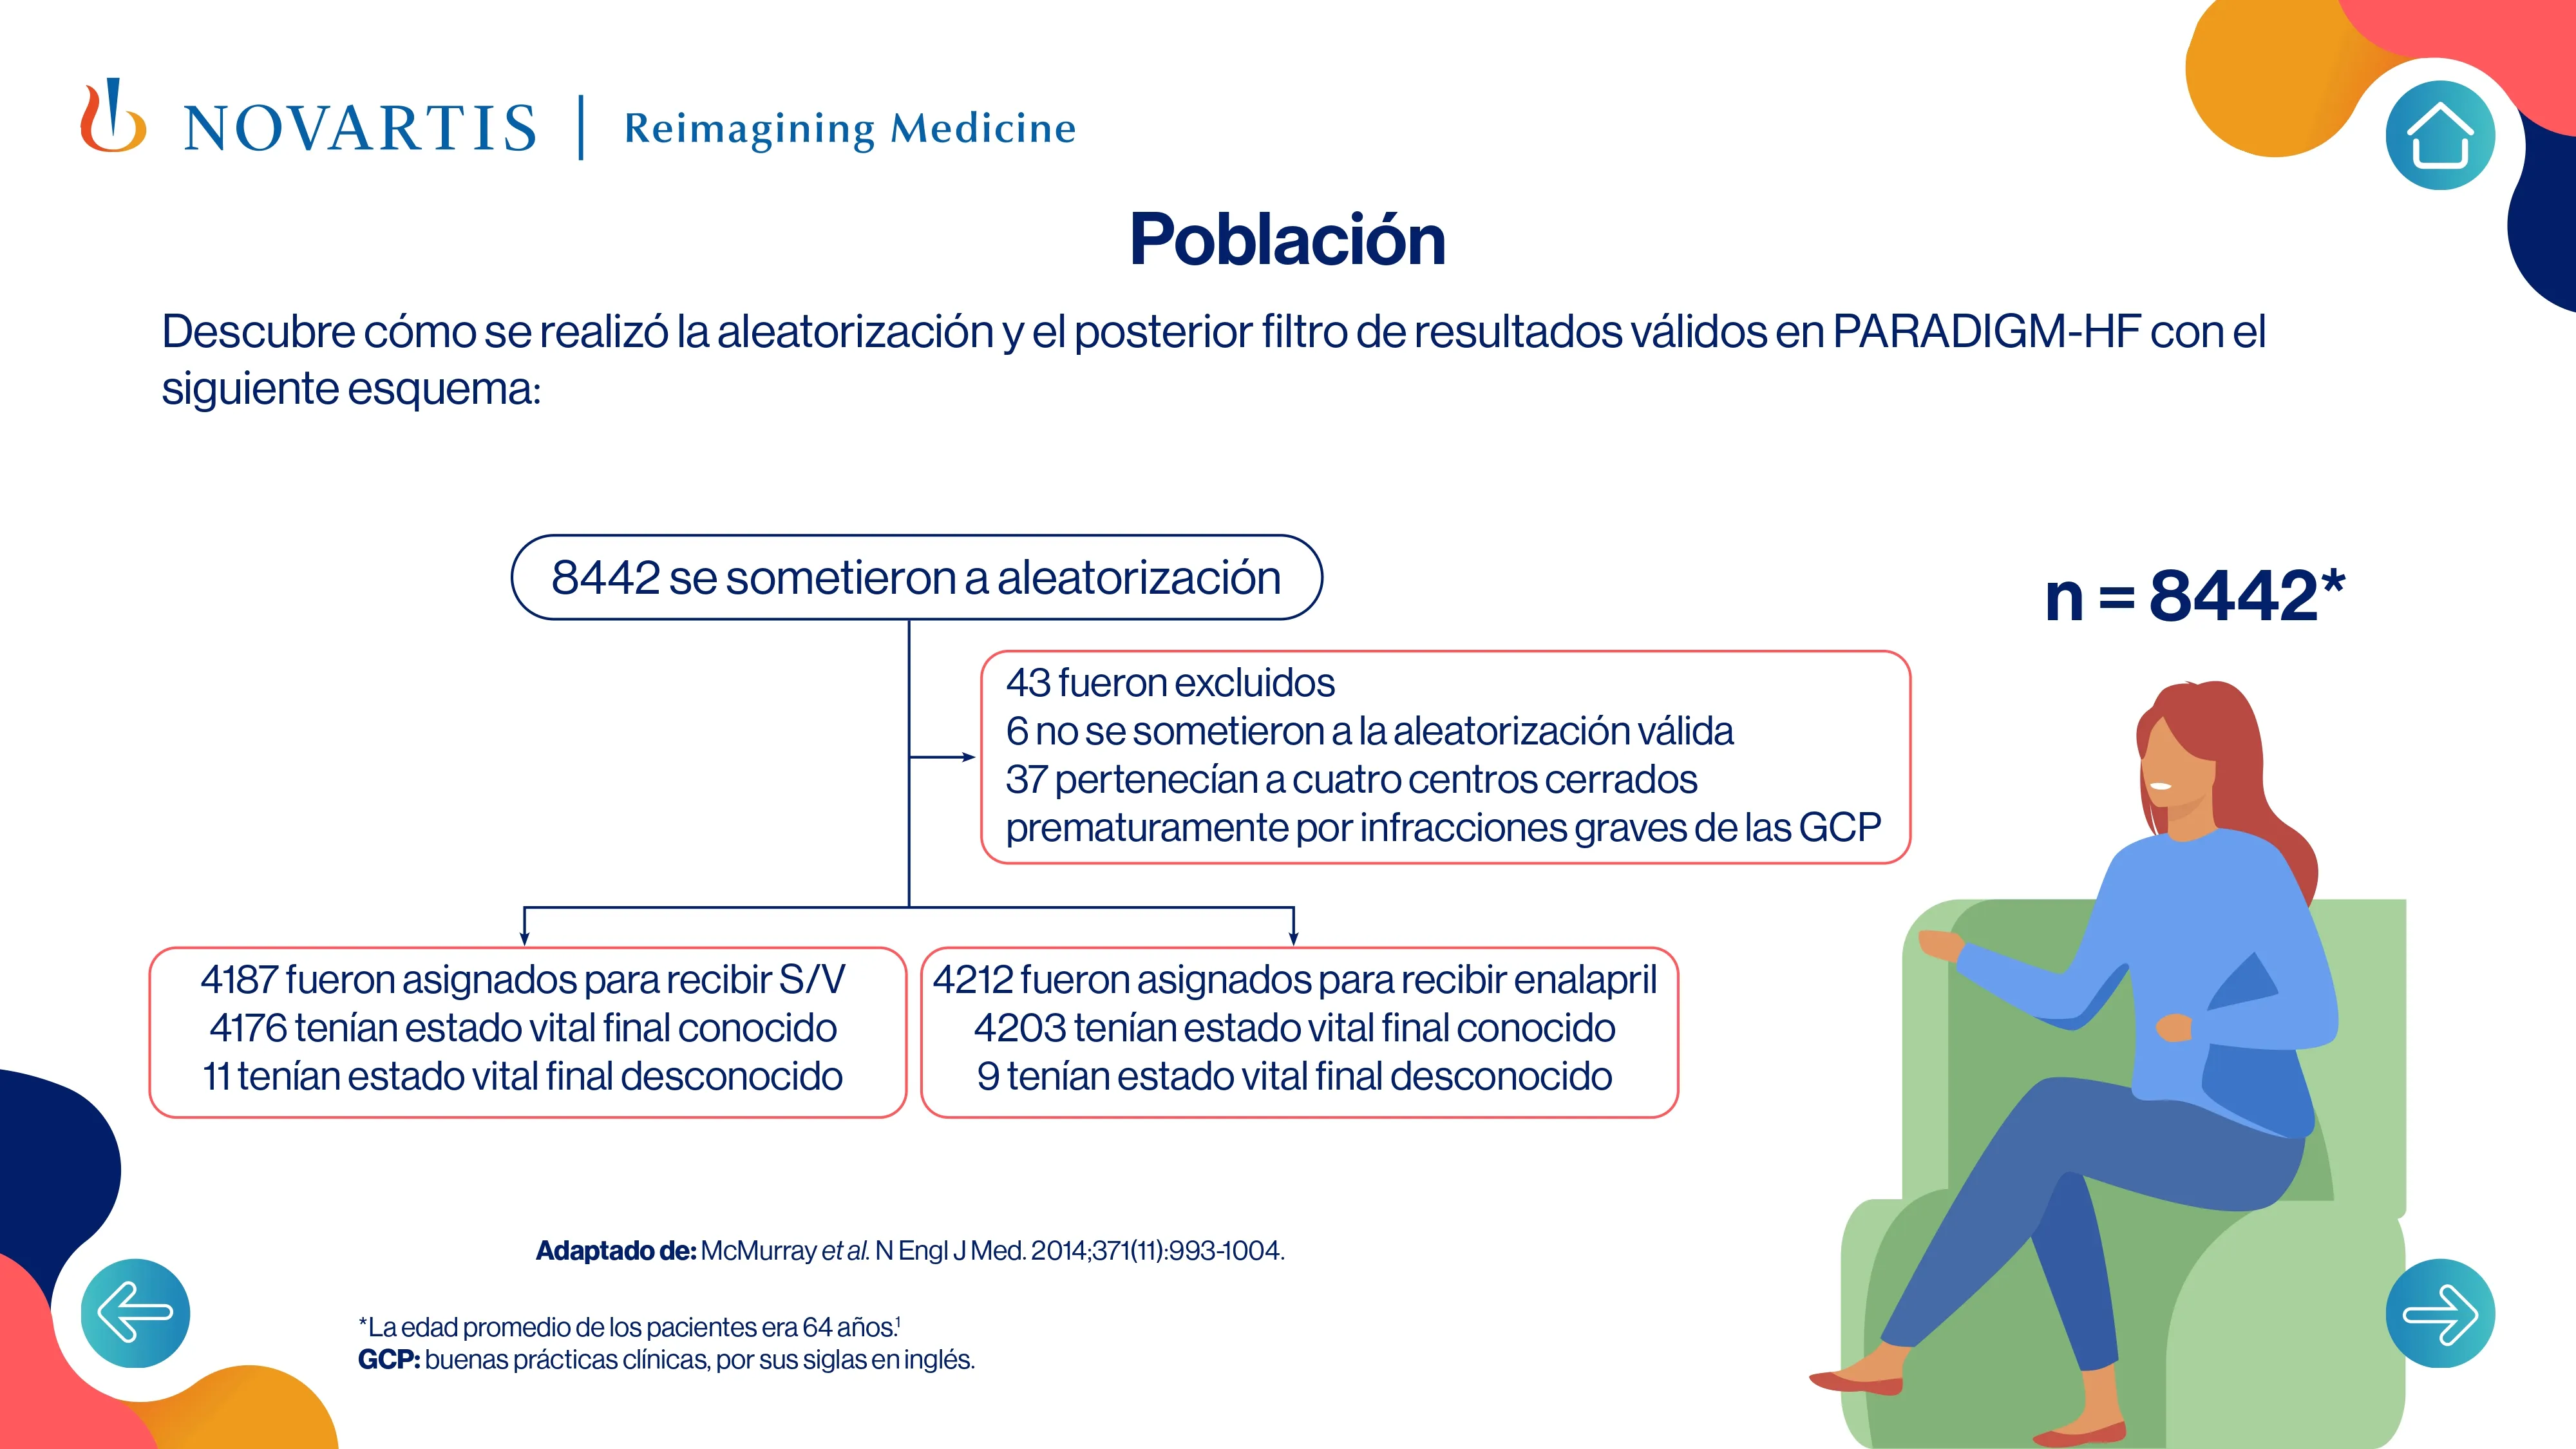 NOVARTIS | Reimagining Medicine
Población
Descubre cómo se realizó la aleatorización y el posterior filtro de resultados válidos en PARADIGM-HF con el
siguiente esquema:
8442 se sometieron a aleatorización
n = 8442*
43 fueron excluidos
6 no se sometieron a la aleatorización válida
37 pertenecían a cuatro centros cerrados
prematuramente por infracciones graves de las GCP
4187 fueron asignados para recibir S/V
4176 tenían estado vital final conocido
11 tenían estado vital final desconocido
4212 fueron asignados para recibir enalapril
4203 tenían estado vital final conocido
9 tenían estado vital final desconocido
Adaptado de: McMurray et al. N Engl J Med. 2014;371(11):993-1004.
*La edad promedio de los pacientes era 64 años.¹
GCP: buenas prácticas clínicas, por sus siglas en inglés.